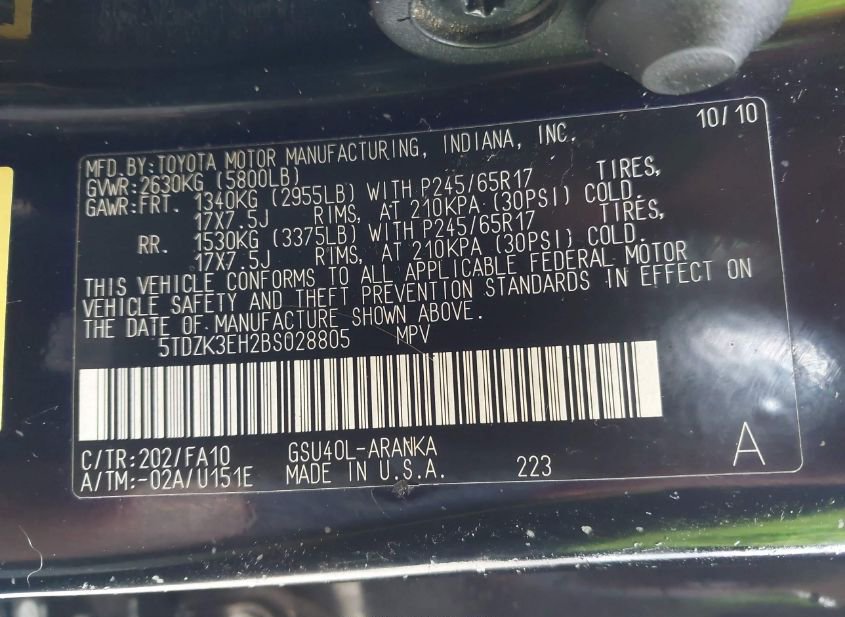 10/10
MFD.BY:TOYOTA MOTOR MANUFACTURING, INDIANA, INC.
GVWR:2630KG (5800LB)
GAWR:FRT. 1340KG (2955LB) WITH P245/65R17 TIRES,
17X7.5J RIMS, AT 210KPA (30PSI) COLD.
RR. 1530KG (3375LB) WITH P245/65R17 TIRES,
17X7.5J RIMS, AT 210KPA (30PSI) COLD.
THIS VEHICLE CONFORMS TO ALL APPLICABLE FEDERAL MOTOR
VEHICLE SAFETY AND THEFT PREVENTION STANDARDS IN EFFECT ON
THE DATE OF MANUFACTURE SHOWN ABOVE.
5TDZK3EH2BS028805 MPV
C/TR:202/FA10 GSU40L-ARANKA
A/TM:-02A/U151E MADE IN U.S.A. 223 A